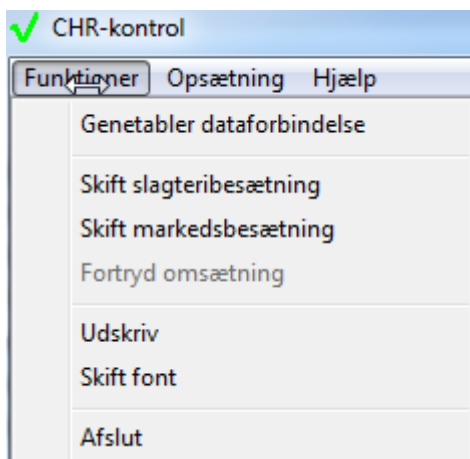 CHR-kontrol
Funktioner Opsætning Hjælp
Genetabler dataforbindelse
Skift slagteribesætning
Skift markedsbesætning
Fortryd omsætning
Udskriv
Skift font
Afslut